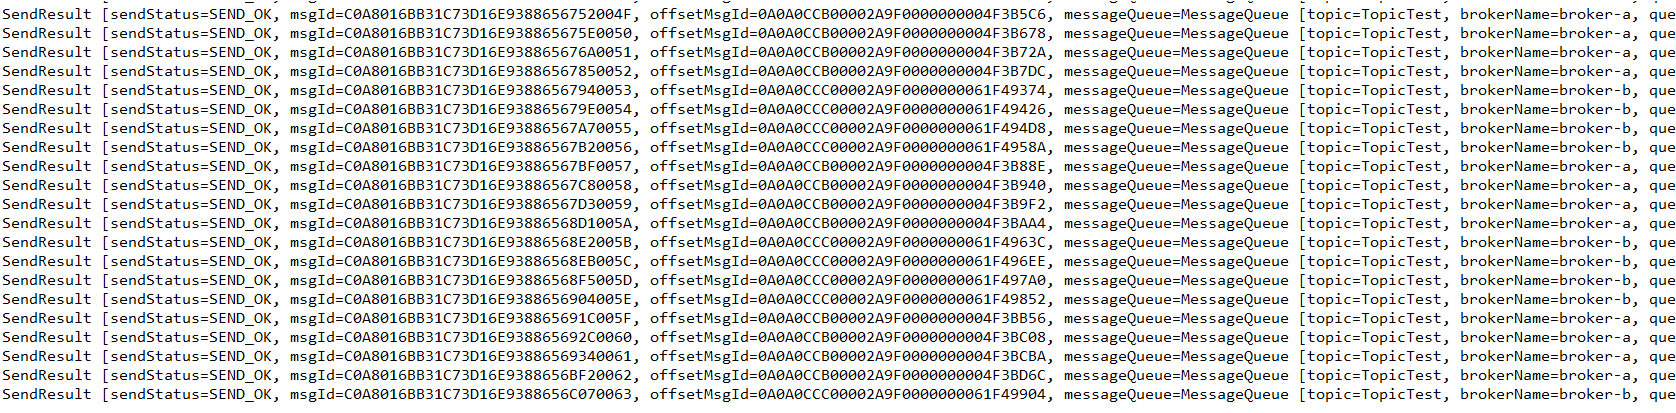 SendResult [sendStatus=SEND_OK, msgId=C0A8016BB31C73D16E9388656752004F, offsetMsgId=0A0A0CCB00002A9F0000000004F3B5C6, messageQueue=MessageQueue [topic=TopicTest, brokerName=broker-a, que
SendResult [sendStatus=SEND_OK, msgId=C0A8016BB31C73D16E938865675E0050, offsetMsgId=0A0A0CCB00002A9F0000000004F3B678, messageQueue=MessageQueue [topic=TopicTest, brokerName=broker-a, que
SendResult [sendStatus=SEND_OK, msgId=C0A8016BB31C73D16E938865676A0051, offsetMsgId=0A0A0CCB00002A9F0000000004F3B72A, messageQueue=MessageQueue [topic=TopicTest, brokerName=broker-a, que
SendResult [sendStatus=SEND_OK, msgId=C0A8016BB31C73D16E93886567850052, offsetMsgId=0A0A0CCB00002A9F0000000004F3B7DC, messageQueue=MessageQueue [topic=TopicTest, brokerName=broker-a, que
SendResult [sendStatus=SEND_OK, msgId=C0A8016BB31C73D16E93886567940053, offsetMsgId=0A0A0CCC00002A9F0000000061F49374, messageQueue=MessageQueue [topic=TopicTest, brokerName=broker-b, que
SendResult [sendStatus=SEND_OK, msgId=C0A8016BB31C73D16E938865679E0054, offsetMsgId=0A0A0CCC00002A9F0000000061F49426, messageQueue=MessageQueue [topic=TopicTest, brokerName=broker-b, que
SendResult [sendStatus=SEND_OK, msgId=C0A8016BB31C73D16E93886567A70055, offsetMsgId=0A0A0CCC00002A9F0000000061F494D8, messageQueue=MessageQueue [topic=TopicTest, brokerName=broker-b, que
SendResult [sendStatus=SEND_OK, msgId=C0A8016BB31C73D16E93886567B20056, offsetMsgId=0A0A0CCC00002A9F0000000061F4958A, messageQueue=MessageQueue [topic=TopicTest, brokerName=broker-b, que
SendResult [sendStatus=SEND_OK, msgId=C0A8016BB31C73D16E93886567BF0057, offsetMsgId=0A0A0CCB00002A9F0000000004F3B88E, messageQueue=MessageQueue [topic=TopicTest, brokerName=broker-a, que
SendResult [sendStatus=SEND_OK, msgId=C0A8016BB31C73D16E93886567C80058, offsetMsgId=0A0A0CCB00002A9F0000000004F3B940, messageQueue=MessageQueue [topic=TopicTest, brokerName=broker-a, que
SendResult [sendStatus=SEND_OK, msgId=C0A8016BB31C73D16E93886567D30059, offsetMsgId=0A0A0CCB00002A9F0000000004F3B9F2, messageQueue=MessageQueue [topic=TopicTest, brokerName=broker-a, que
SendResult [sendStatus=SEND_OK, msgId=C0A8016BB31C73D16E93886568D1005A, offsetMsgId=0A0A0CCB00002A9F0000000004F3BAA4, messageQueue=MessageQueue [topic=TopicTest, brokerName=broker-a, que
SendResult [sendStatus=SEND_OK, msgId=C0A8016BB31C73D16E93886568E2005B, offsetMsgId=0A0A0CCC00002A9F0000000061F4963C, messageQueue=MessageQueue [topic=TopicTest, brokerName=broker-b, que
SendResult [sendStatus=SEND_OK, msgId=C0A8016BB31C73D16E93886568EB005C, offsetMsgId=0A0A0CCC00002A9F0000000061F496EE, messageQueue=MessageQueue [topic=TopicTest, brokerName=broker-b, que
SendResult [sendStatus=SEND_OK, msgId=C0A8016BB31C73D16E93886568F5005D, offsetMsgId=0A0A0CCC00002A9F0000000061F497A0, messageQueue=MessageQueue [topic=TopicTest, brokerName=broker-b, que
SendResult [sendStatus=SEND_OK, msgId=C0A8016BB31C73D16E9388656904005E, offsetMsgId=0A0A0CCC00002A9F0000000061F49852, messageQueue=MessageQueue [topic=TopicTest, brokerName=broker-b, que
SendResult [sendStatus=SEND_OK, msgId=C0A8016BB31C73D16E938865691C005F, offsetMsgId=0A0A0CCB00002A9F0000000004F3BB56, messageQueue=MessageQueue [topic=TopicTest, brokerName=broker-a, que
SendResult [sendStatus=SEND_OK, msgId=C0A8016BB31C73D16E938865692C0060, offsetMsgId=0A0A0CCB00002A9F0000000004F3BC08, messageQueue=MessageQueue [topic=TopicTest, brokerName=broker-a, que
SendResult [sendStatus=SEND_OK, msgId=C0A8016BB31C73D16E93886569340061, offsetMsgId=0A0A0CCB00002A9F0000000004F3BCBA, messageQueue=MessageQueue [topic=TopicTest, brokerName=broker-a, que
SendResult [sendStatus=SEND_OK, msgId=C0A8016BB31C73D16E9388656BF20062, offsetMsgId=0A0A0CCB00002A9F0000000004F3BD6C, messageQueue=MessageQueue [topic=TopicTest, brokerName=broker-a, que
SendResult [sendStatus=SEND_OK, msgId=C0A8016BB31C73D16E9388656C070063, offsetMsgId=0A0A0CCC00002A9F0000000061F49904, messageQueue=MessageQueue [topic=TopicTest, brokerName=broker-b, que